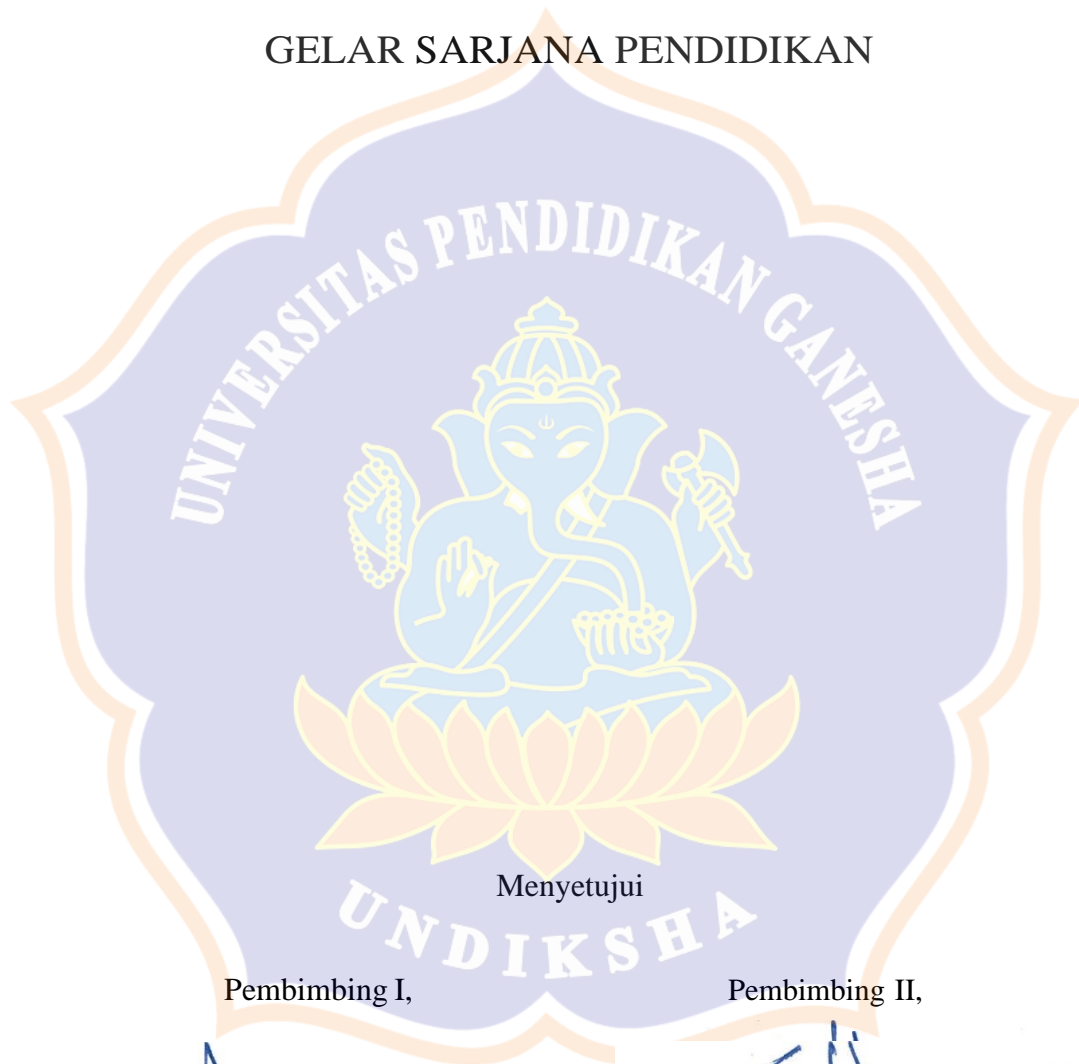 GELAR SARJANA PENDIDIKAN
UNIVERSITAS PENDIDIKAN GANESHA
Menyetujui
UNDIKSHA
Pembimbing I,
Pembimbing II,